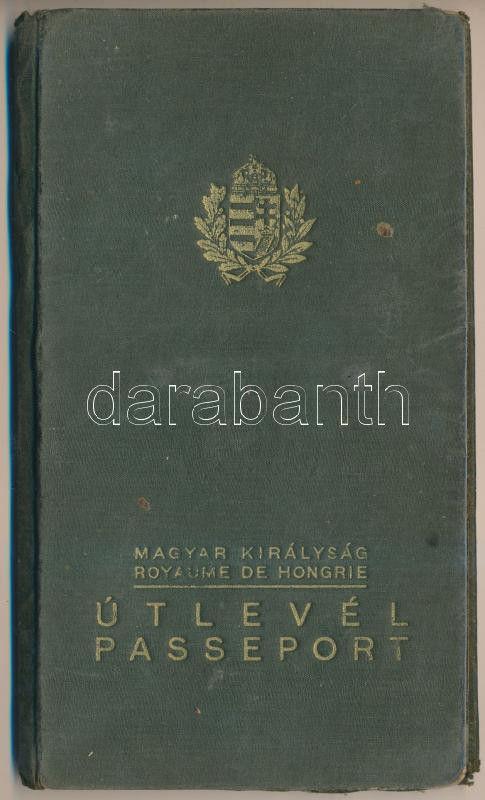 darabanth
MAGYAR KIRÁLYSÁG
ROYAUME DE HONGRIE
ÚTLEVÉL
PASSEPORT